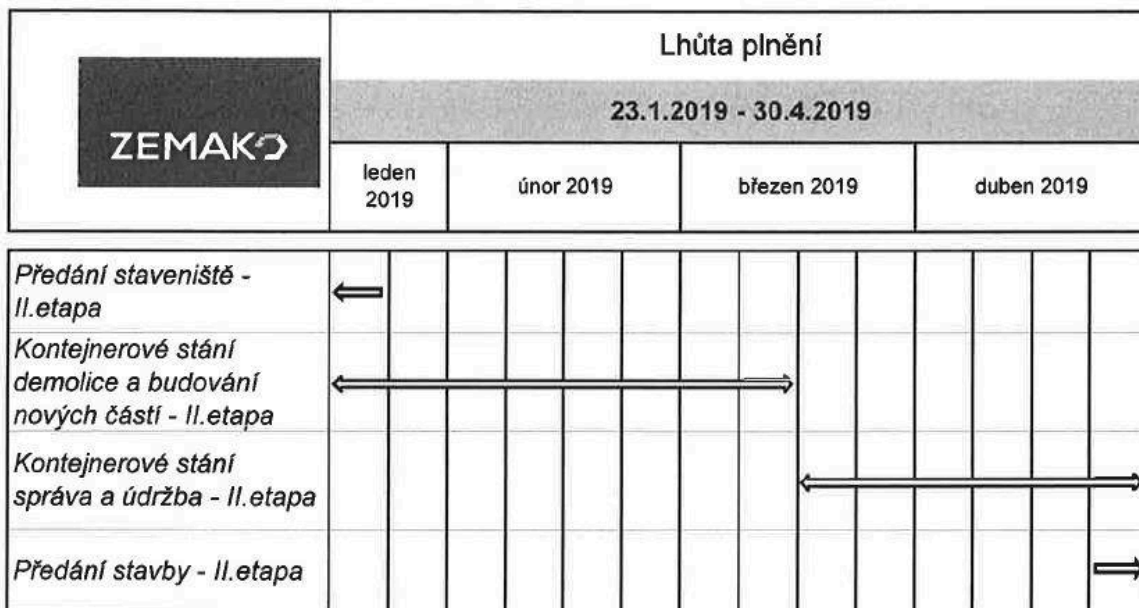 Lhůta plnění
ZEMAKO
23.1.2019 - 30.4.2019
leden
2019
únor 2019
březen 2019
duben 2019
Předání staveniště -
II.etapa
Kontejnerové stání
demolice a budování
nových částí - II.etapa
Kontejnerové stání
správa a údržba - II.etapa
Předání stavby - II.etapa